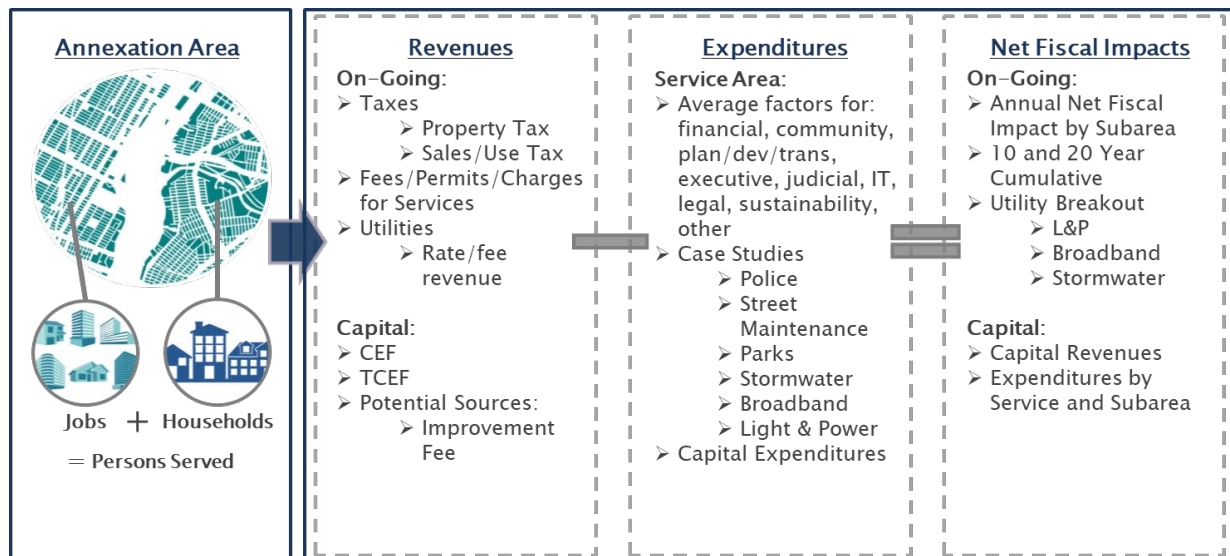 Annexation Area
Jobs + Households
= Persons Served
Revenues
On-Going:
➢ Taxes
➢ Property Tax
➢ Sales/Use Tax
➢ Fees/Permits/Charges
for Services
➢ Utilities
➢ Rate/fee
revenue
Capital:
➢ CEF
➢ TCEF
➢ Potential Sources:
➢ Improvement
Fee
Expenditures
Service Area:
➢ Average factors for:
financial, community,
plan/dev/trans,
executive, judicial, IT,
legal, sustainability,
other
➢ Case Studies
➢ Police
➢ Street
Maintenance
➢ Parks
➢ Stormwater
➢ Broadband
➢ Light & Power
➢ Capital Expenditures
Net Fiscal Impacts
On-Going:
➢ Annual Net Fiscal
Impact by Subarea
➢ 10 and 20 Year
Cumulative
➢ Utility Breakout
➢ L&P
➢ Broadband
➢ Stormwater
Capital:
➢ Capital Revenues
➢ Expenditures by
Service and Subarea